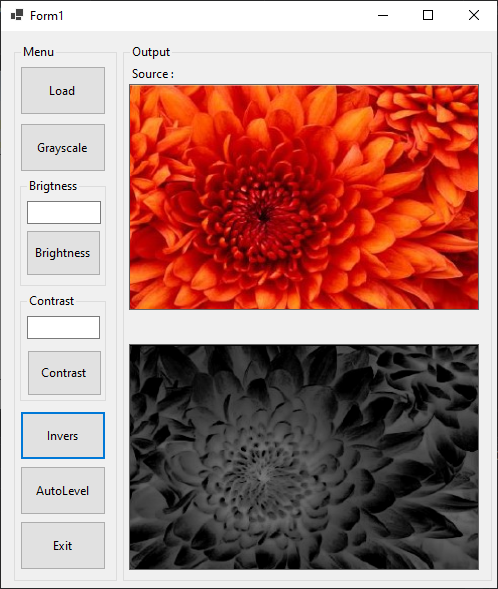 Form1
Menu
Load
Grayscale
Brigtness
Brightness
Contrast
Contrast
Invers
AutoLevel
Exit
Output
Source :